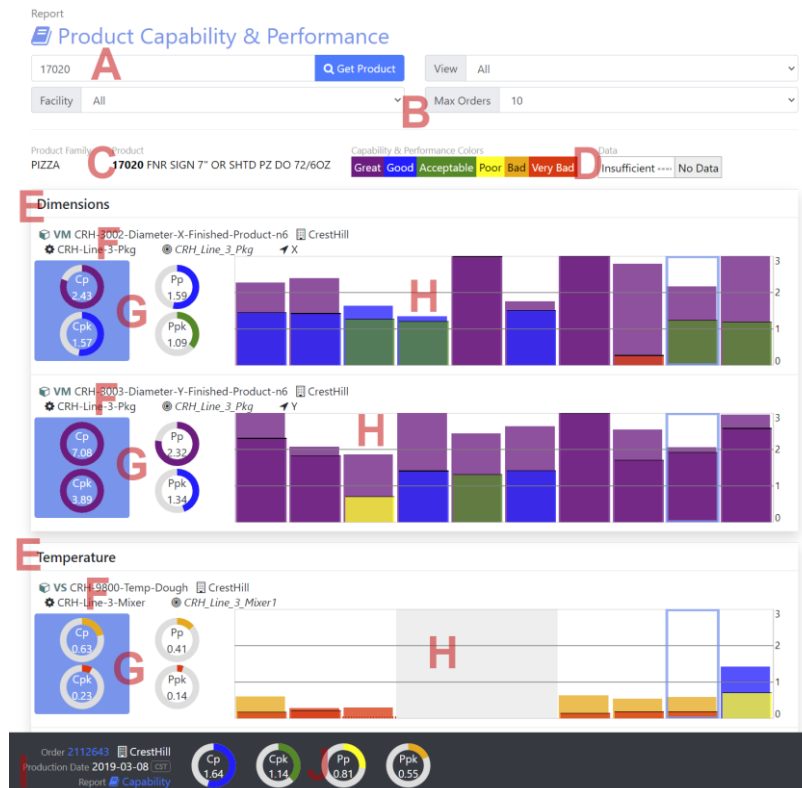 Report
Product Capability & Performance
17020
A
Get Product
View All
Facility All
B
Max Orders 10
Product Family
Product
Capability & Performance Colors
Data
PIZZA
C
17020 FNR SIGN 7" OR SHTD PZ DO 72/6OZ
Great Good Acceptable Poor Bad Very Bad
D
Insufficient ---- No Data
E
Dimensions
VM CRH-3002-Diameter-X-Finished-Product-n6 CrestHill
F
CRH-Line-3-Pkg CRH_Line_3_Pkg X
Cp 2.43
Pp 1.59
G
H
Cpk 1.57
Ppk 1.09
3
2
1
0
VM CRH-3003-Diameter-Y-Finished-Product-n6 CrestHill
F
CRH-Line-3-Pkg CRH_Line_3_Pkg Y
Cp 7.08
Pp 2.32
G
H
Cpk 3.89
Ppk 1.34
3
2
1
0
E
Temperature
VS CRH-9800-Temp-Dough CrestHill
F
CRH-Line-3-Mixer CRH_Line_3_Mixer1
Cp 0.63
Pp 0.41
G
H
Cpk 0.23
Ppk 0.14
3
2
1
0
Order 2112643 CrestHill
Production Date 2019-03-08 CST
I
Report Capability
Cp 1.64
Cpk 1.14
J
Pp 0.81
Ppk 0.55